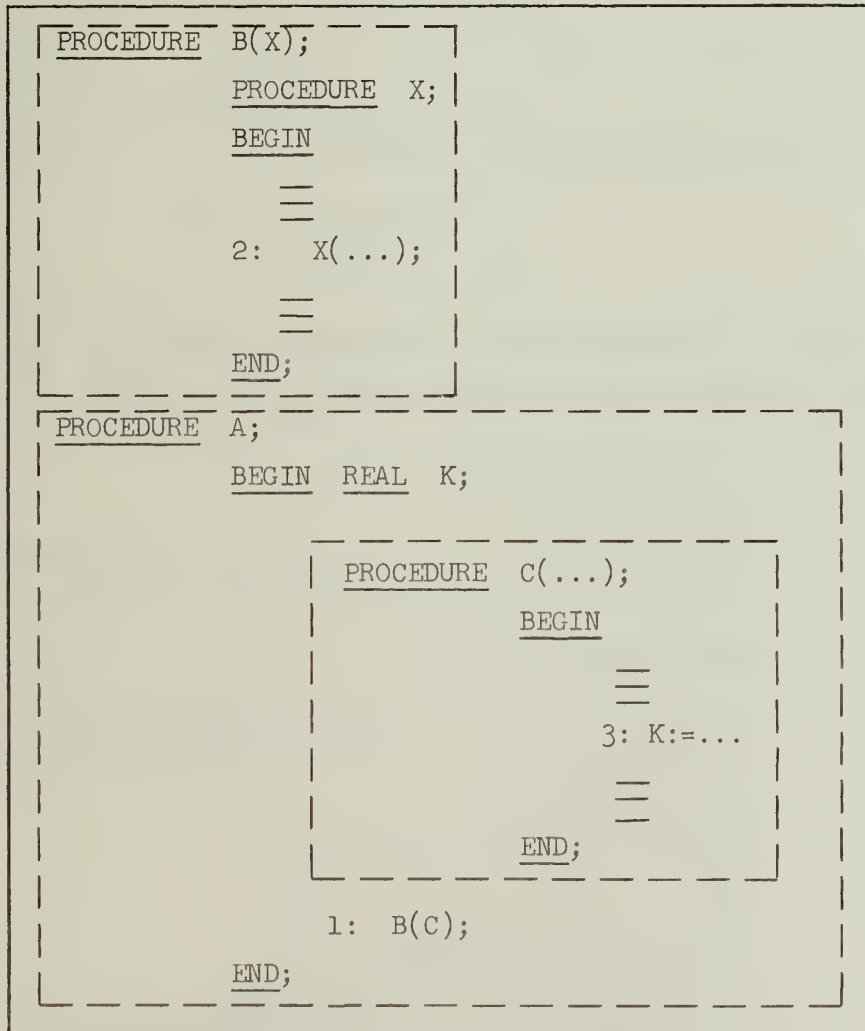 PROCEDURE B(X);
PROCEDURE X;
BEGIN
2: X(...);
END;
PROCEDURE A;
BEGIN REAL K;
PROCEDURE C(...);
BEGIN
3: K:=...
END;
1: B(C);
END;